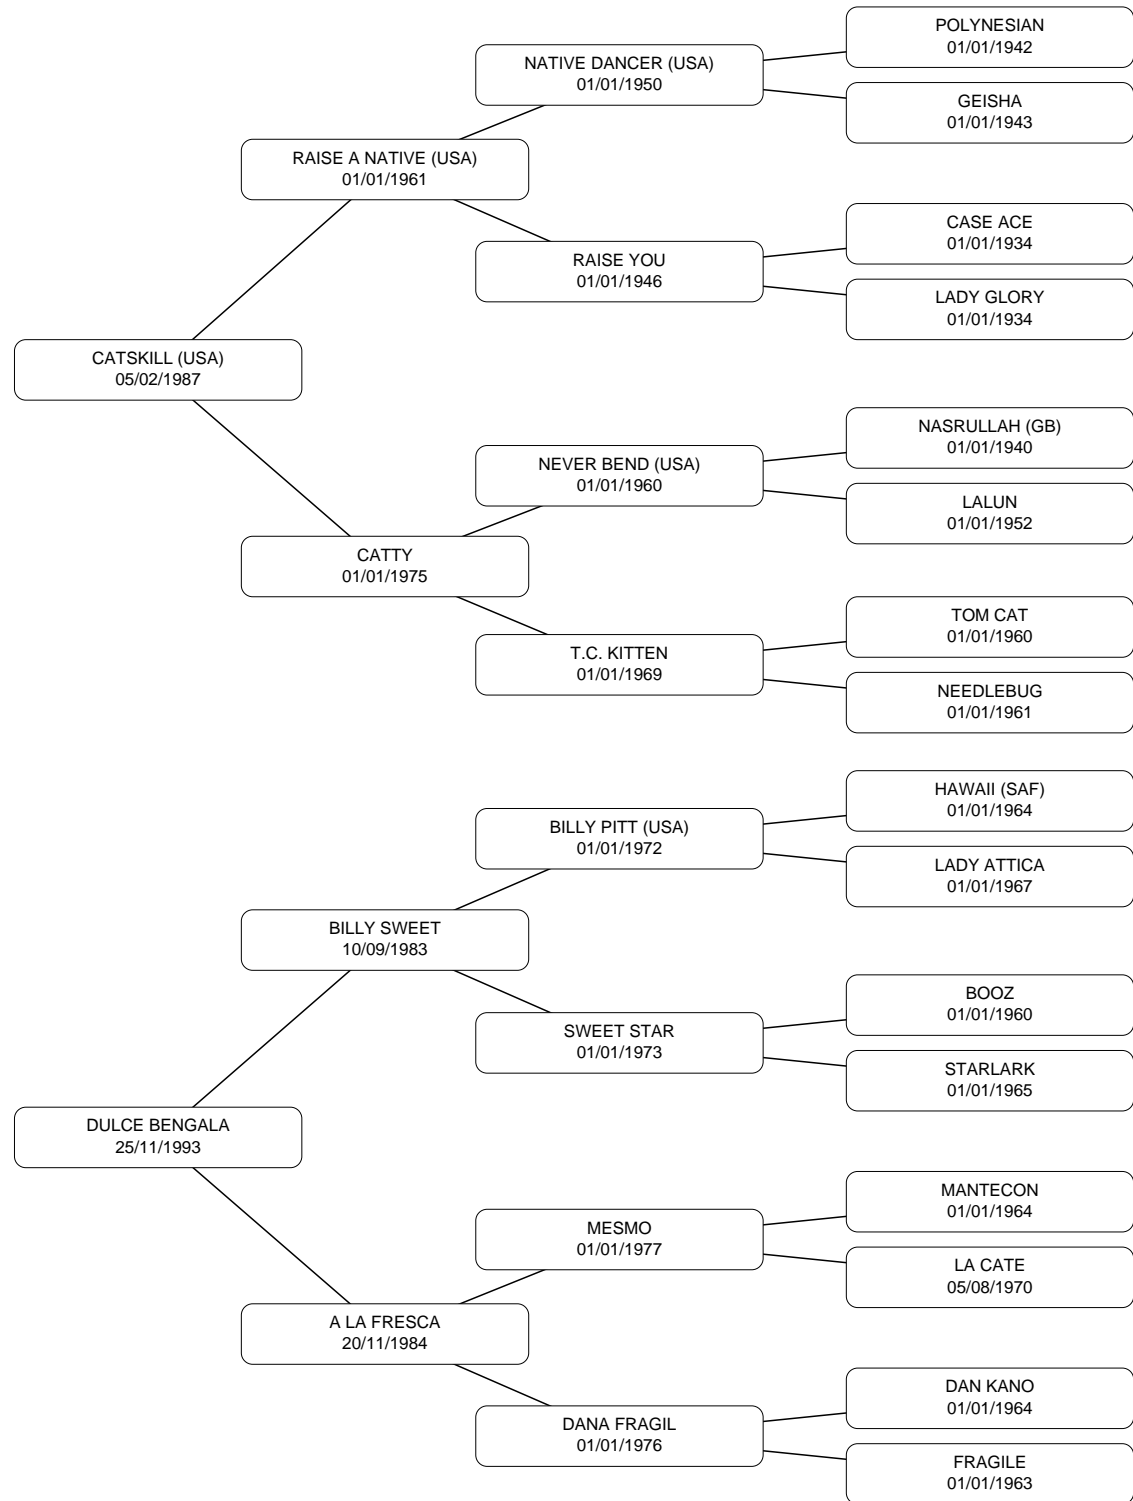 POLYNESIAN
01/01/1942
NATIVE DANCER (USA)
01/01/1950
GEISHA
01/01/1943
RAISE A NATIVE (USA)
01/01/1961
CASE ACE
01/01/1934
RAISE YOU
01/01/1946
LADY GLORY
01/01/1934
CATSKILL (USA)
05/02/1987
NASRULLAH (GB)
01/01/1940
NEVER BEND (USA)
01/01/1960
LALUN
01/01/1952
CATTY
01/01/1975
TOM CAT
01/01/1960
T.C. KITTEN
01/01/1969
NEEDLEBUG
01/01/1961
HAWAII (SAF)
01/01/1964
BILLY PITT (USA)
01/01/1972
LADY ATTICA
01/01/1967
BILLY SWEET
10/09/1983
BOOZ
01/01/1960
SWEET STAR
01/01/1973
STARLARK
01/01/1965
DULCE BENGALA
25/11/1993
MANTECON
01/01/1964
MESMO
01/01/1977
LA CATE
05/08/1970
A LA FRESCA
20/11/1984
DAN KANO
01/01/1964
DANA FRAGIL
01/01/1976
FRAGILE
01/01/1963